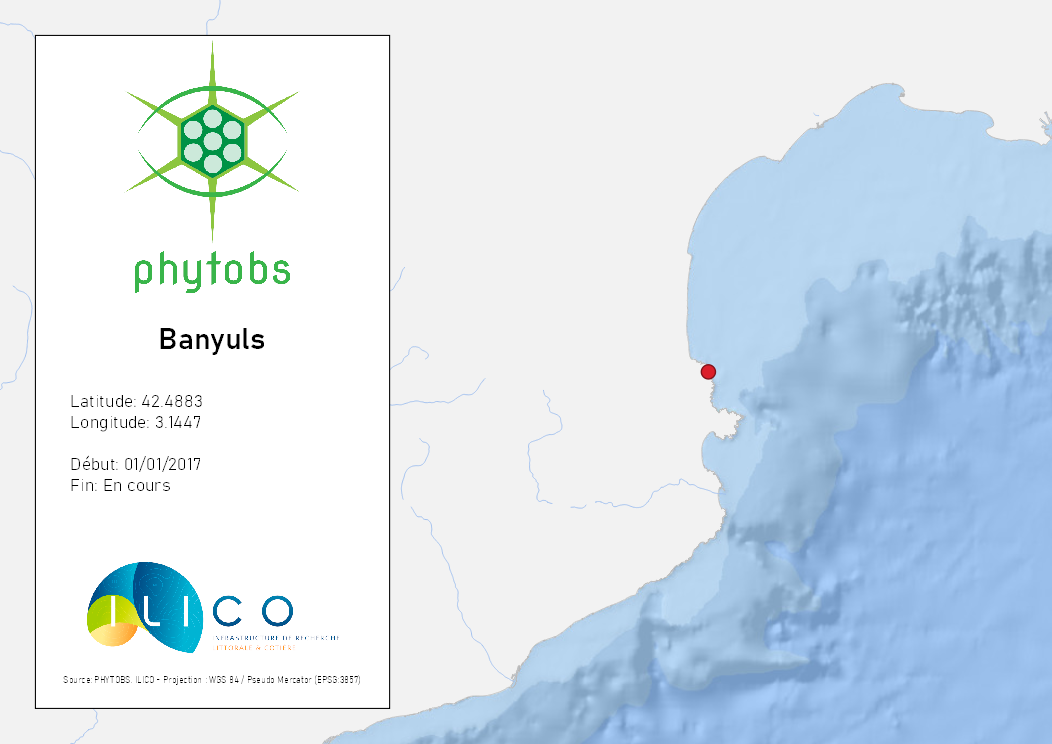 phytobs
Banyuls
Latitude: 42.4883
Longitude: 3.1447
Début: 01/01/2017
Fin: En cours
ILICO
INFRASTRUCTURE DE RECHERCHE
LITTORALE & CÔTIÈRE
Source: PHYTOBS, ILICO - Projection : WGS 84 / Pseudo Mercator (EPSG:3857)